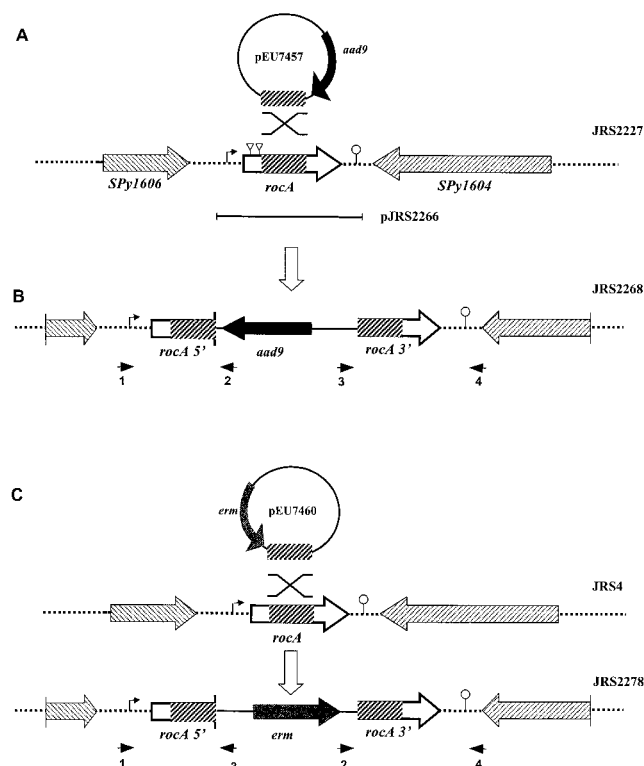 A
pEU7457
aad9
JRS2227
SPy1606
rocA
SPy1604
pJRS2266
B
JRS2268
rocA 5'
aad9
rocA 3'
1
2
3
4
C
erm
pEU7460
JRS4
rocA
JRS2278
rocA 5'
erm
rocA 3'
1
3
2
4